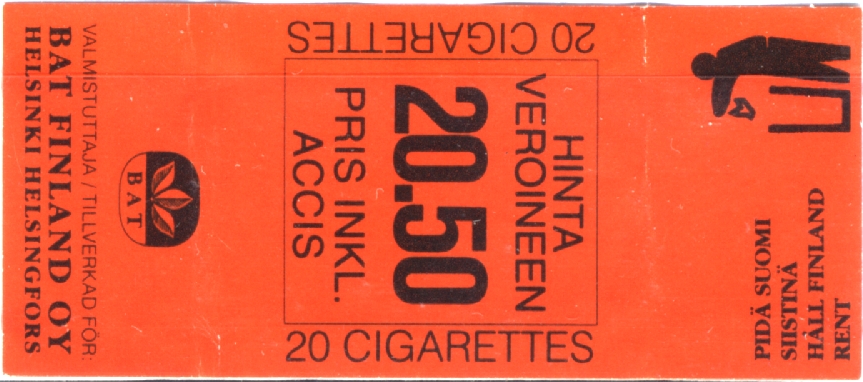 VALMISTUTTAJA / TILLVERKAD FÖR:
BAT FINLAND OY
HELSINKI HELSINGFORS
BAT
20 CIGARETTES
HINTA
VEROINEEN
20.50
PRIS INKL.
ACCIS
20 CIGARETTES
PIDÄ SUOMI
SIISTINÄ
HÅLL FINLAND
RENT